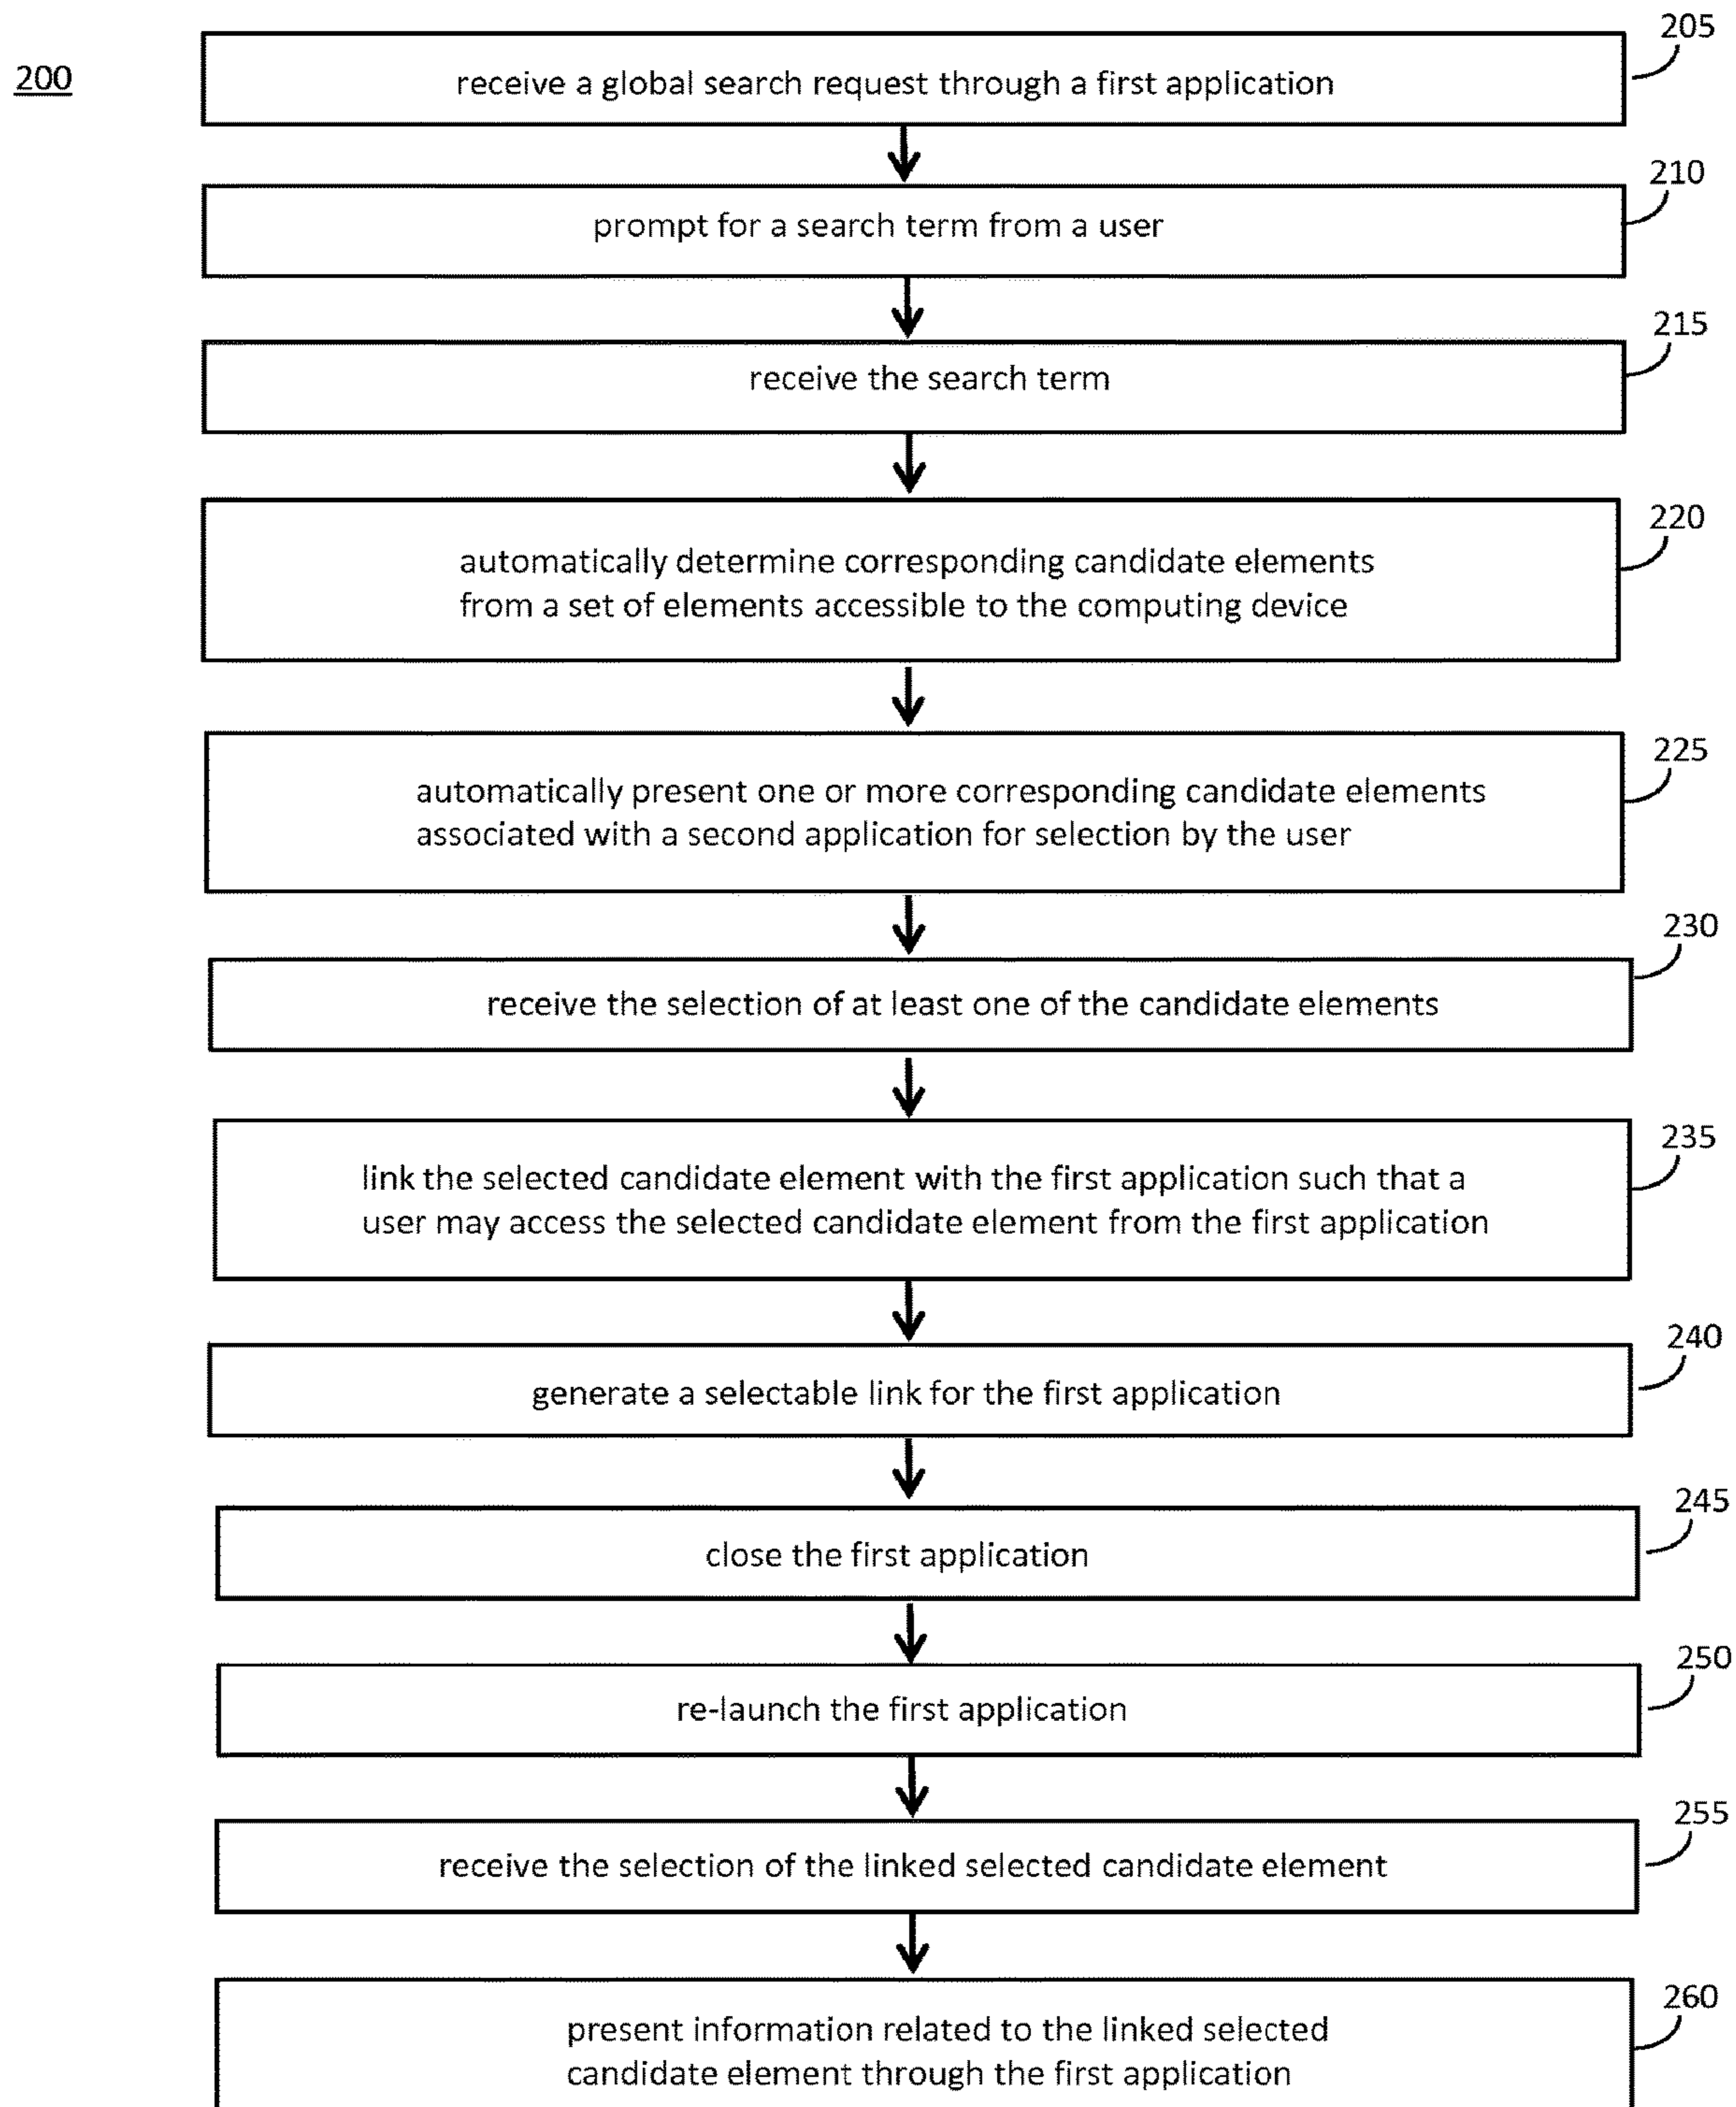 200
205
receive a global search request through a first application
210
prompt for a search term from a user
215
receive the search term
220
automatically determine corresponding candidate elements
from a set of elements accessible to the computing device
225
automatically present one or more corresponding candidate elements
associated with a second application for selection by the user
230
receive the selection of at least one of the candidate elements
235
link the selected candidate element with the first application such that a
user may access the selected candidate element from the first application
240
generate a selectable link for the first application
245
close the first application
250
re-launch the first application
255
receive the selection of the linked selected candidate element
260
present information related to the linked selected
candidate element through the first application